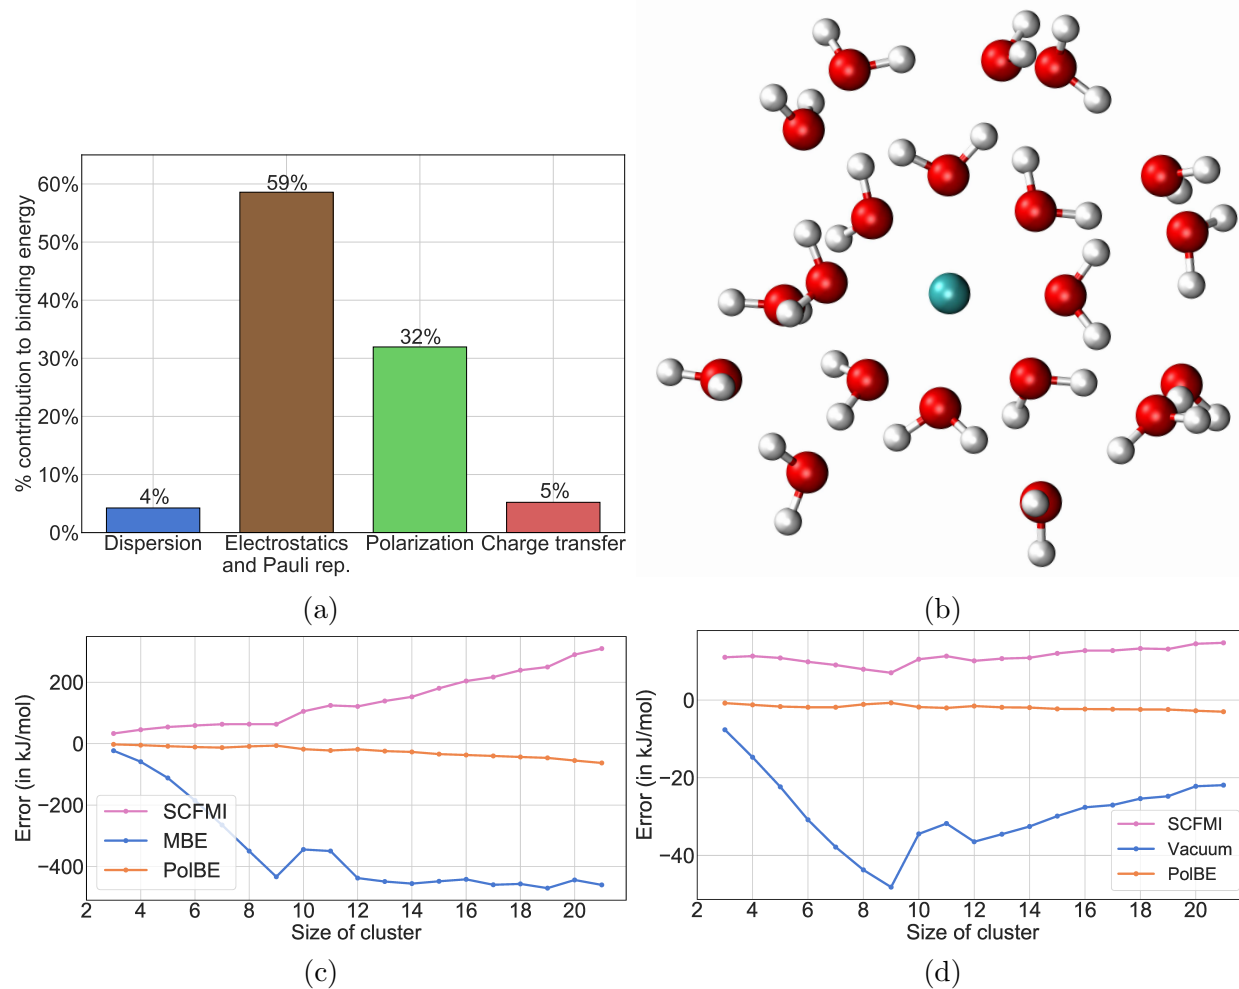 % contribution to binding energy
60%
50%
40%
30%
20%
10%
0%
4%
59%
32%
5%
Dispersion
Electrostatics
and Pauli rep.
Polarization
Charge transfer
(a)
(b)
Error (in kJ/mol)
200
0
−200
−400
SCFMI
MBE
PolBE
2 4 6 8 10 12 14 16 18 20
Size of cluster
(c)
Error (in kJ/mol)
0
−20
−40
SCFMI
Vacuum
PolBE
2 4 6 8 10 12 14 16 18 20
Size of cluster
(d)